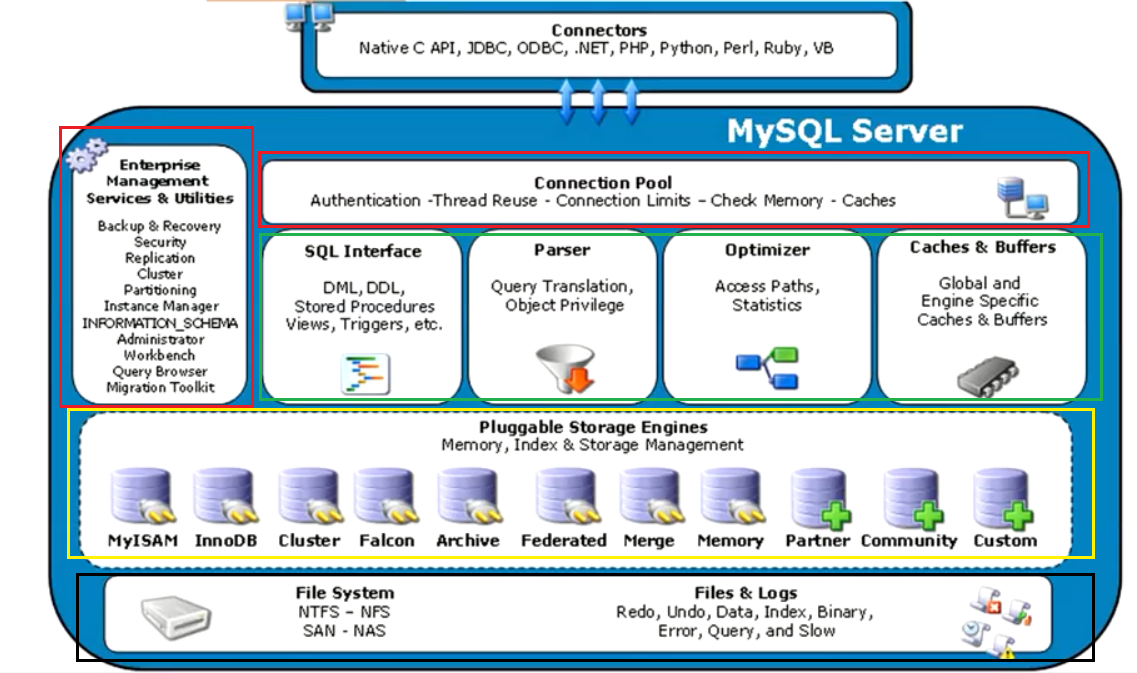 Connectors
Native C API, JDBC, ODBC, .NET, PHP, Python, Perl, Ruby, VB
MySQL Server
Enterprise
Management
Services & Utilities
Backup & Recovery
Security
Replication
Cluster
Partitioning
Instance Manager
INFORMATION_SCHEMA
Administrator
Workbench
Query Browser
Migration Toolkit
Connection Pool
Authentication -Thread Reuse - Connection Limits – Check Memory - Caches
SQL Interface
DML, DDL,
Stored Procedures
Views, Triggers, etc.
Parser
Query Translation,
Object Privilege
Optimizer
Access Paths,
Statistics
Caches & Buffers
Global and
Engine Specific
Caches & Buffers
Pluggable Storage Engines
Memory, Index & Storage Management
MyISAM InnoDB Cluster Falcon Archive Federated Merge Memory Partner Community Custom
File System
NTFS – NFS
SAN - NAS
Files & Logs
Redo, Undo, Data, Index, Binary,
Error, Query, and Slow